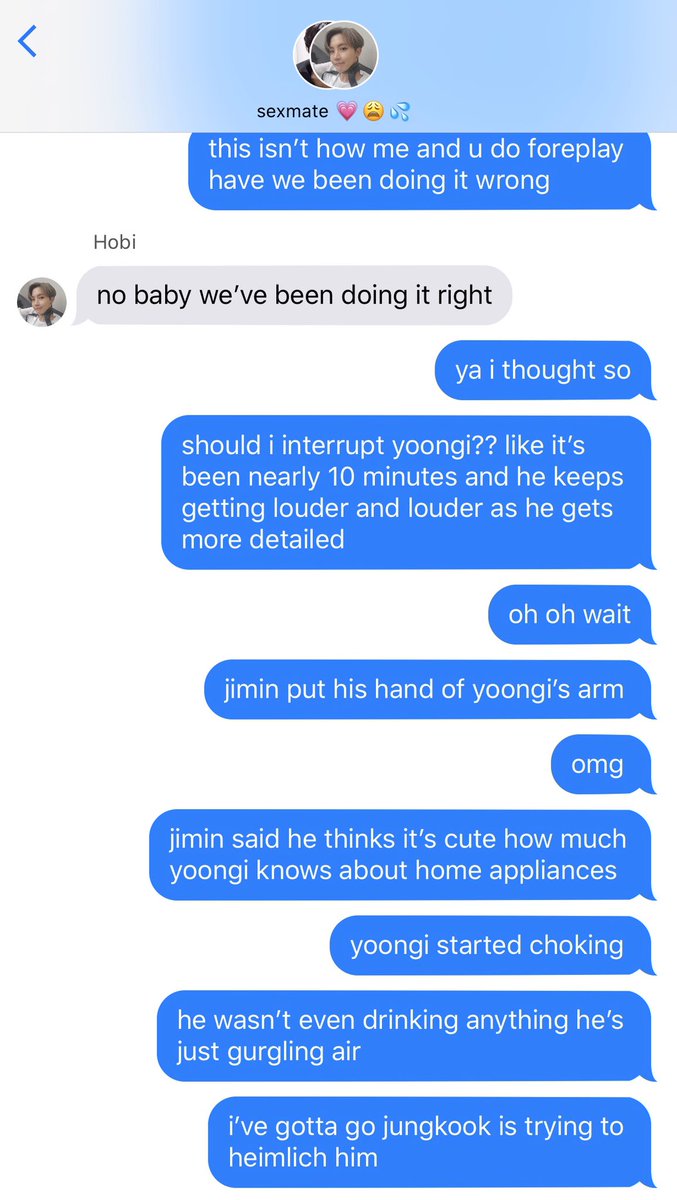 sexmate 💗😩💦
this isn’t how me and u do foreplay
have we been doing it wrong
Hobi
no baby we’ve been doing it right
ya i thought so
should i interrupt yoongi?? like it’s
been nearly 10 minutes and he keeps
getting louder and louder as he gets
more detailed
oh oh wait
jimin put his hand of yoongi’s arm
omg
jimin said he thinks it’s cute how much
yoongi knows about home appliances
yoongi started choking
he wasn’t even drinking anything he’s
just gurgling air
i’ve gotta go jungkook is trying to
heimlich him